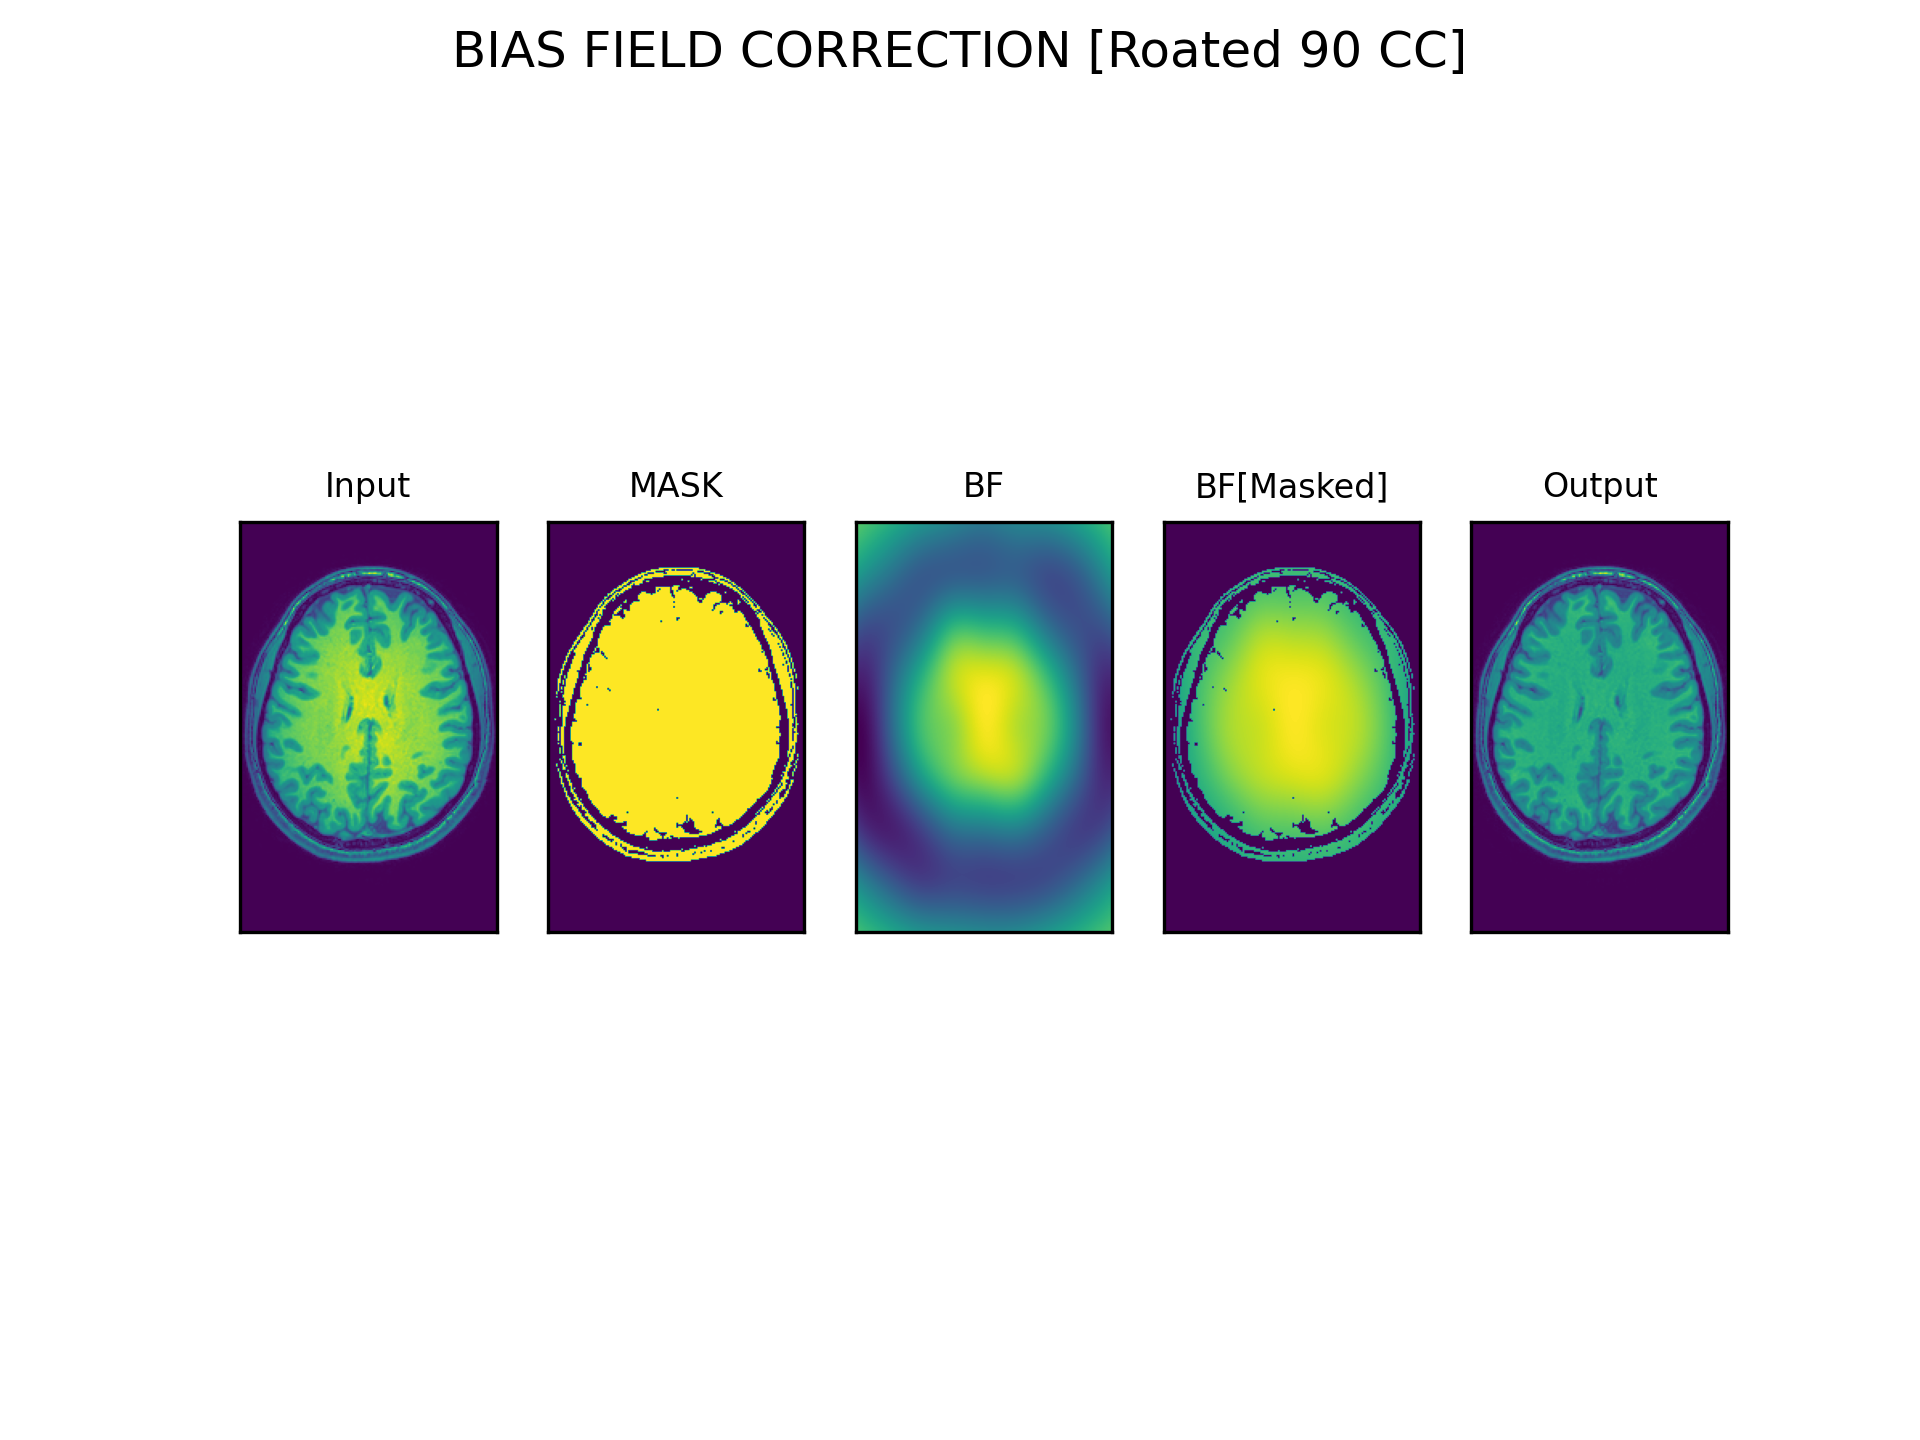 BIAS FIELD CORRECTION [Roated 90 CC]
Input
MASK
BF
BF[Masked]
Output